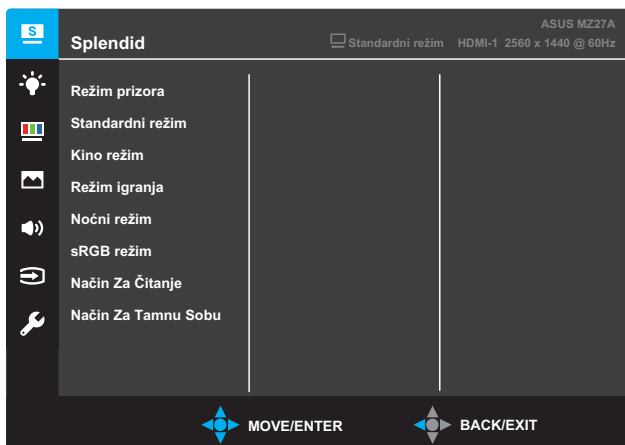 S
ASUS MZ27A
Splendid
Standardni režim HDMI-1 2560 x 1440 @ 60Hz
Režim prizora
Standardni režim
Kino režim
Režim igranja
Noćni režim
sRGB režim
Način Za Čitanje
Način Za Tamnu Sobu
MOVE/ENTER
BACK/EXIT